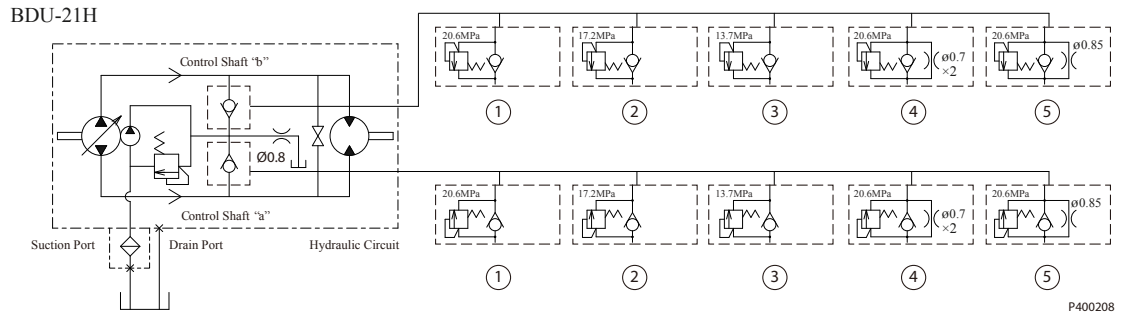 BDU-21H
20.6MPa
17.2MPa
13.7MPa
20.6MPa
ø0.7
×2
20.6MPa
ø0.85
1
2
3
4
5
Control Shaft "b"
Ø0.8
Control Shaft "a"
Suction Port
Drain Port
Hydraulic Circuit
20.6MPa
17.2MPa
13.7MPa
20.6MPa
ø0.7
×2
20.6MPa
ø0.85
1
2
3
4
5
P400208